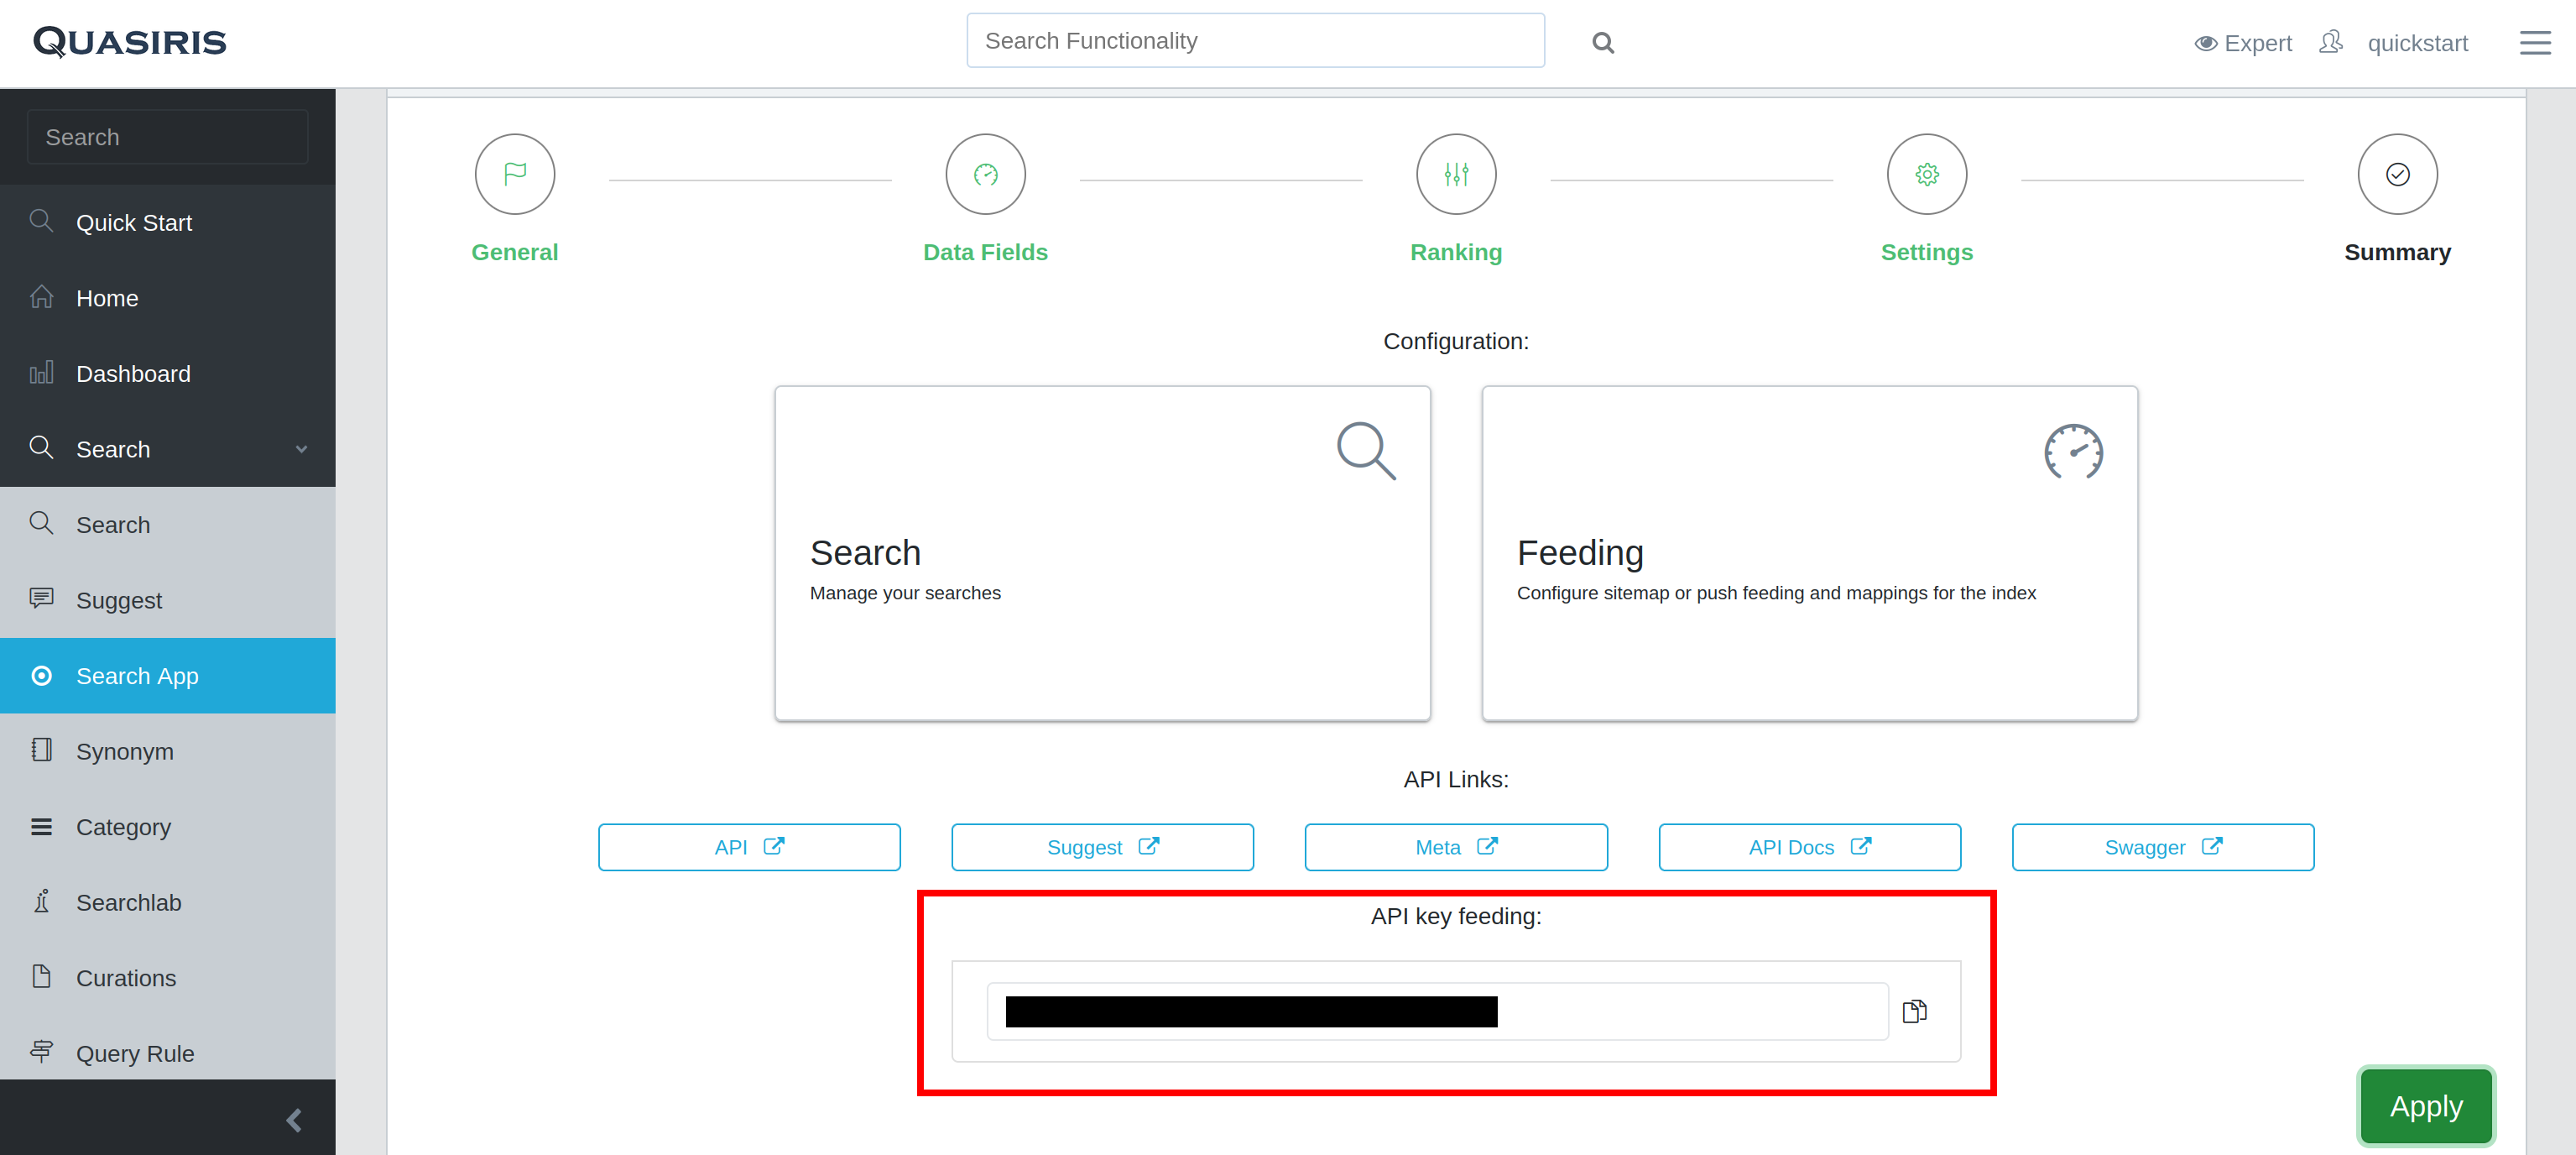 QUASIRIS
Search Functionality
Expert
quickstart
Search
Quick Start
Home
Dashboard
Search
Search
Suggest
Search App
Synonym
Category
Searchlab
Curations
Query Rule
General
Data Fields
Ranking
Settings
Summary
Configuration:
Search
Manage your searches
Feeding
Configure sitemap or push feeding and mappings for the index
API Links:
API
Suggest
Meta
API Docs
Swagger
API key feeding:
Apply